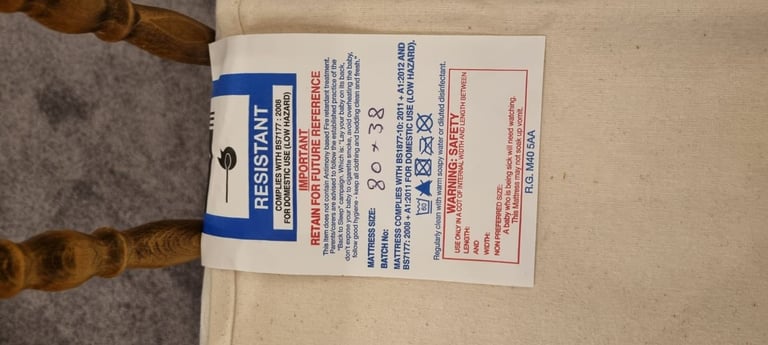 RESISTANT
COMPLIES WITH BS7177 : 2008
FOR DOMESTIC USE (LOW HAZARD)
IMPORTANT
RETAIN FOR FUTURE REFERENCE
This item does not contain Antimony based Fire retardant treatment.
Parents/carers are advised to follow the established practice of the
"Back to Sleep" campaign. Which is: "Lay your baby on its back,
don't expose your baby to cigarette smoke, avoid overheating the baby,
follow good hygiene - keep all clothing and bedding clean and fresh."
MATTRESS SIZE: 80 x 38
BATCH No:
MATTRESS COMPLIES WITH BS1877-10: 2011 + A1:2012 AND
BS7177: 2008 + A1:2011 FOR DOMESTIC USE (LOW HAZARD).
Regularly clean with warm soapy water or diluted disinfectant.
WARNING: SAFETY
USE ONLY IN A COT OF INTERNAL WIDTH AND LENGTH BETWEEN
LENGTH:
AND
WIDTH:
NON PREFERRED SIZE:
A baby who is being sick will need watching.
This Mattress may not soak up vomit.
R.G. M40 5AA